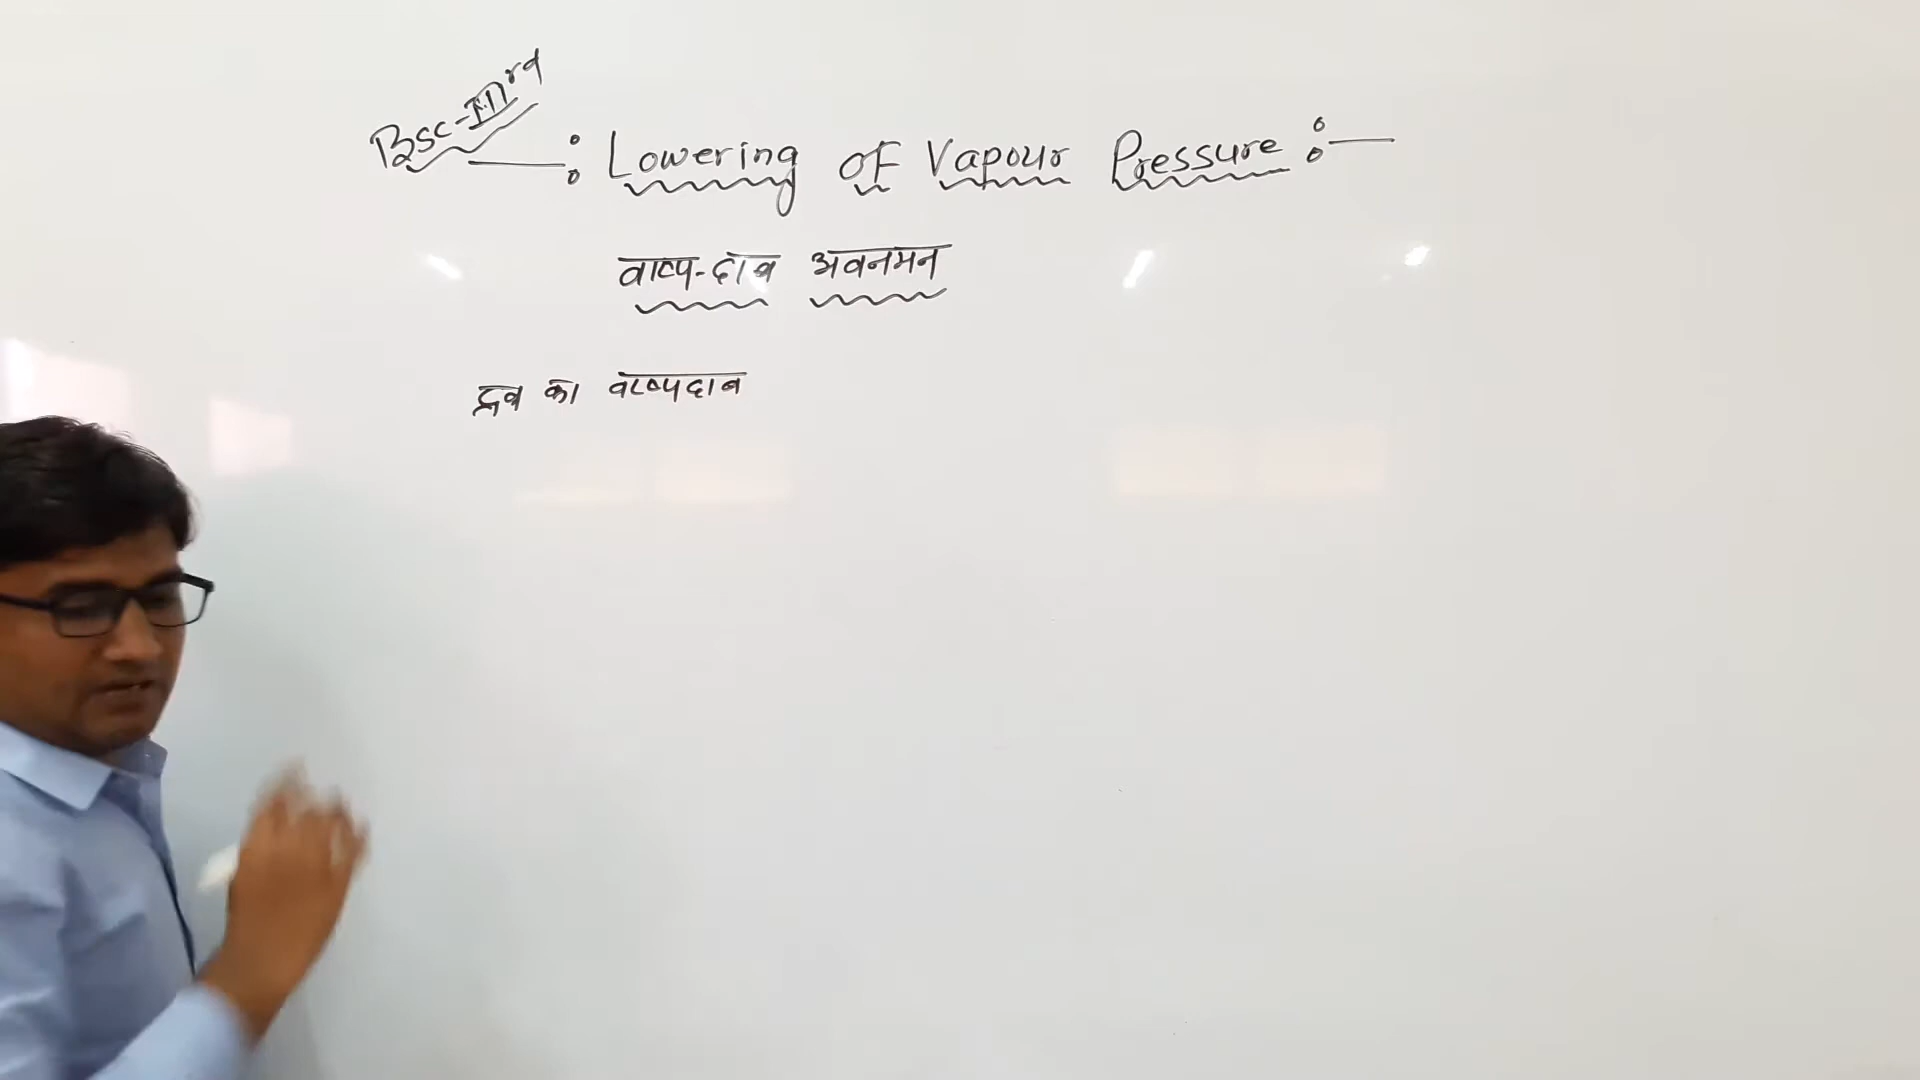 Bsc-IIIrd
Lowering of Vapour Pressure
वाष्प-दाब अवनमन
द्रव का वाष्पदाब